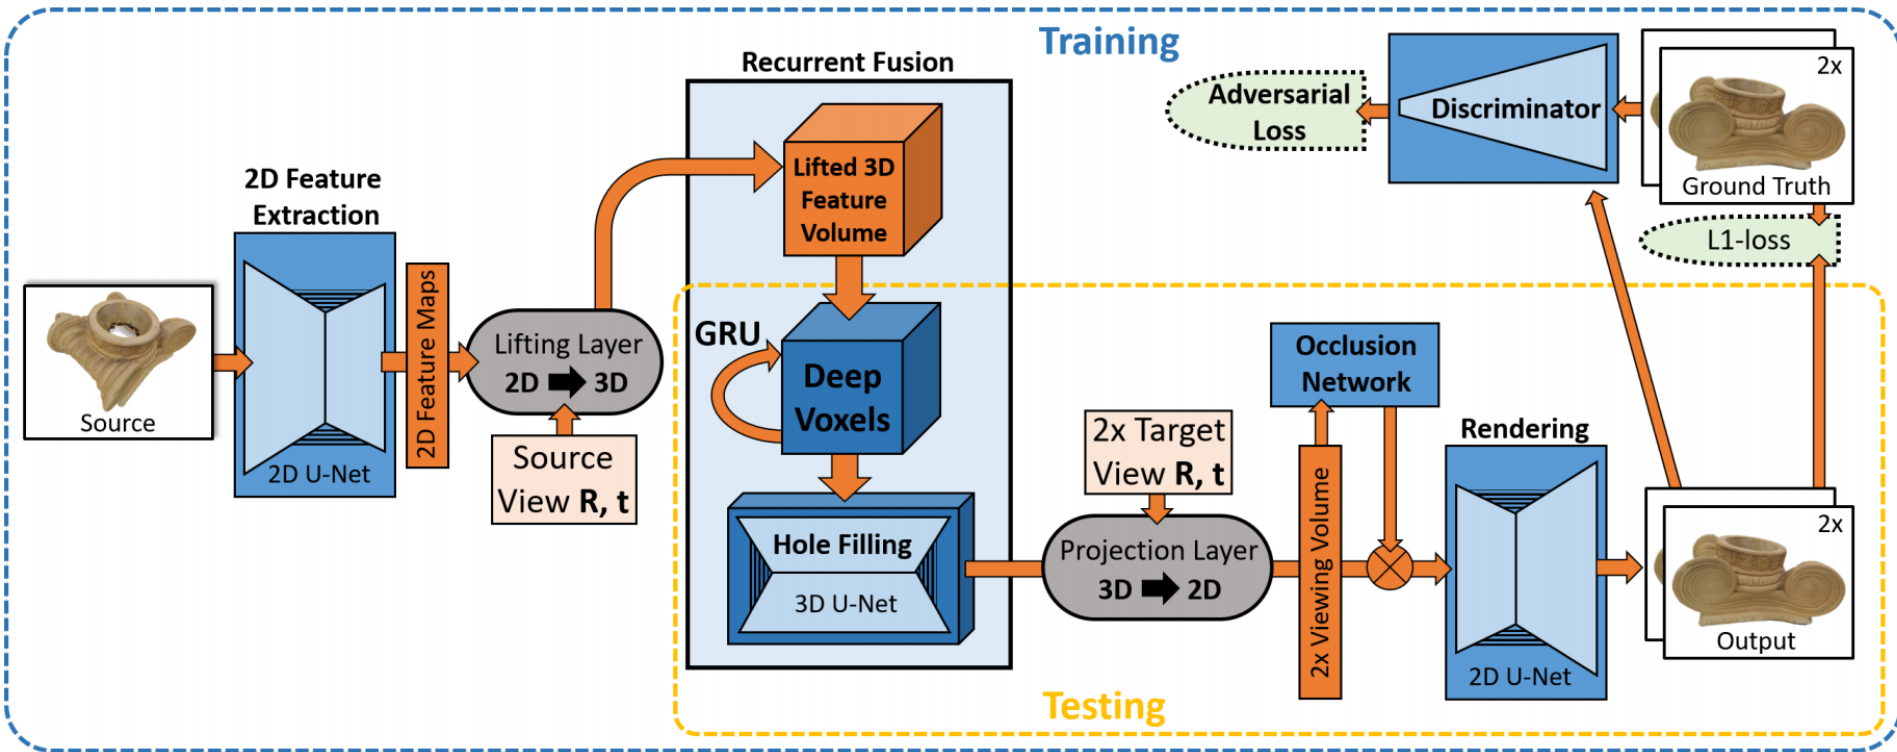 Training
Recurrent Fusion
2D Feature
Extraction
Source
2D U-Net
2D Feature Maps
Lifting Layer
2D 3D
Source
View R, t
Lifted 3D
Feature
Volume
GRU
Deep
Voxels
Hole Filling
3D U-Net
2x Target
View R, t
Projection Layer
3D 2D
2x Viewing Volume
Occlusion
Network
Rendering
2D U-Net
2x
Output
Adversarial
Loss
Discriminator
2x
Ground Truth
L1-loss
Testing